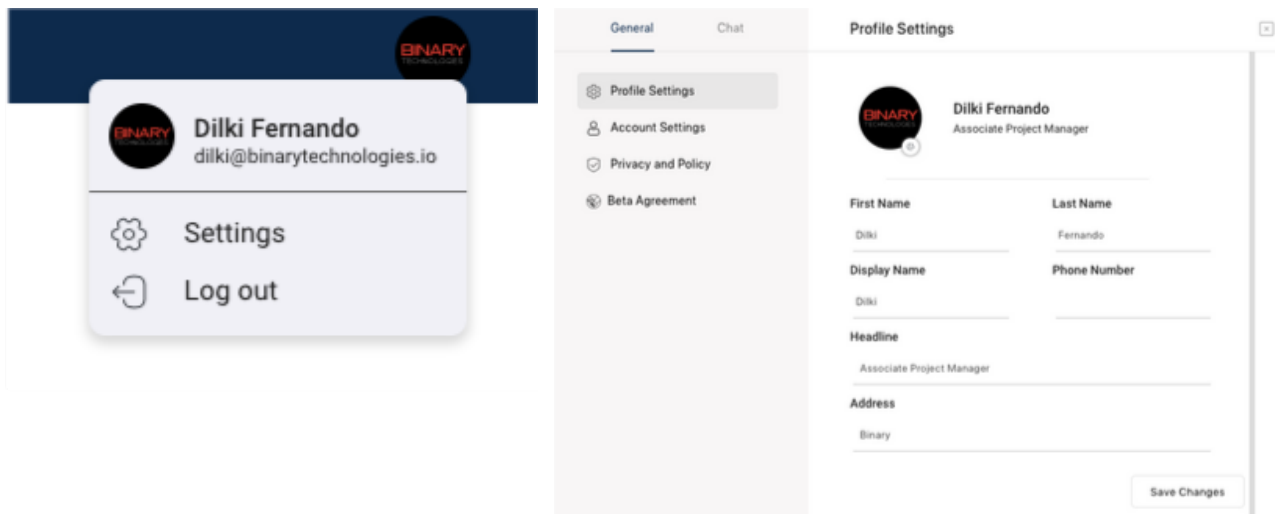 BINARY
TECHNOLOGIES
BINARY
TECHNOLOGIES
Dilki Fernando
dilki@binarytechnologies.io
Settings
Log out
General Chat
Profile Settings
Account Settings
Privacy and Policy
Beta Agreement
Profile Settings
BINARY
TECHNOLOGIES
Dilki Fernando
Associate Project Manager
First Name Last Name
Dilki Fernando
Display Name Phone Number
Dilki
Headline
Associate Project Manager
Address
Binary
Save Changes